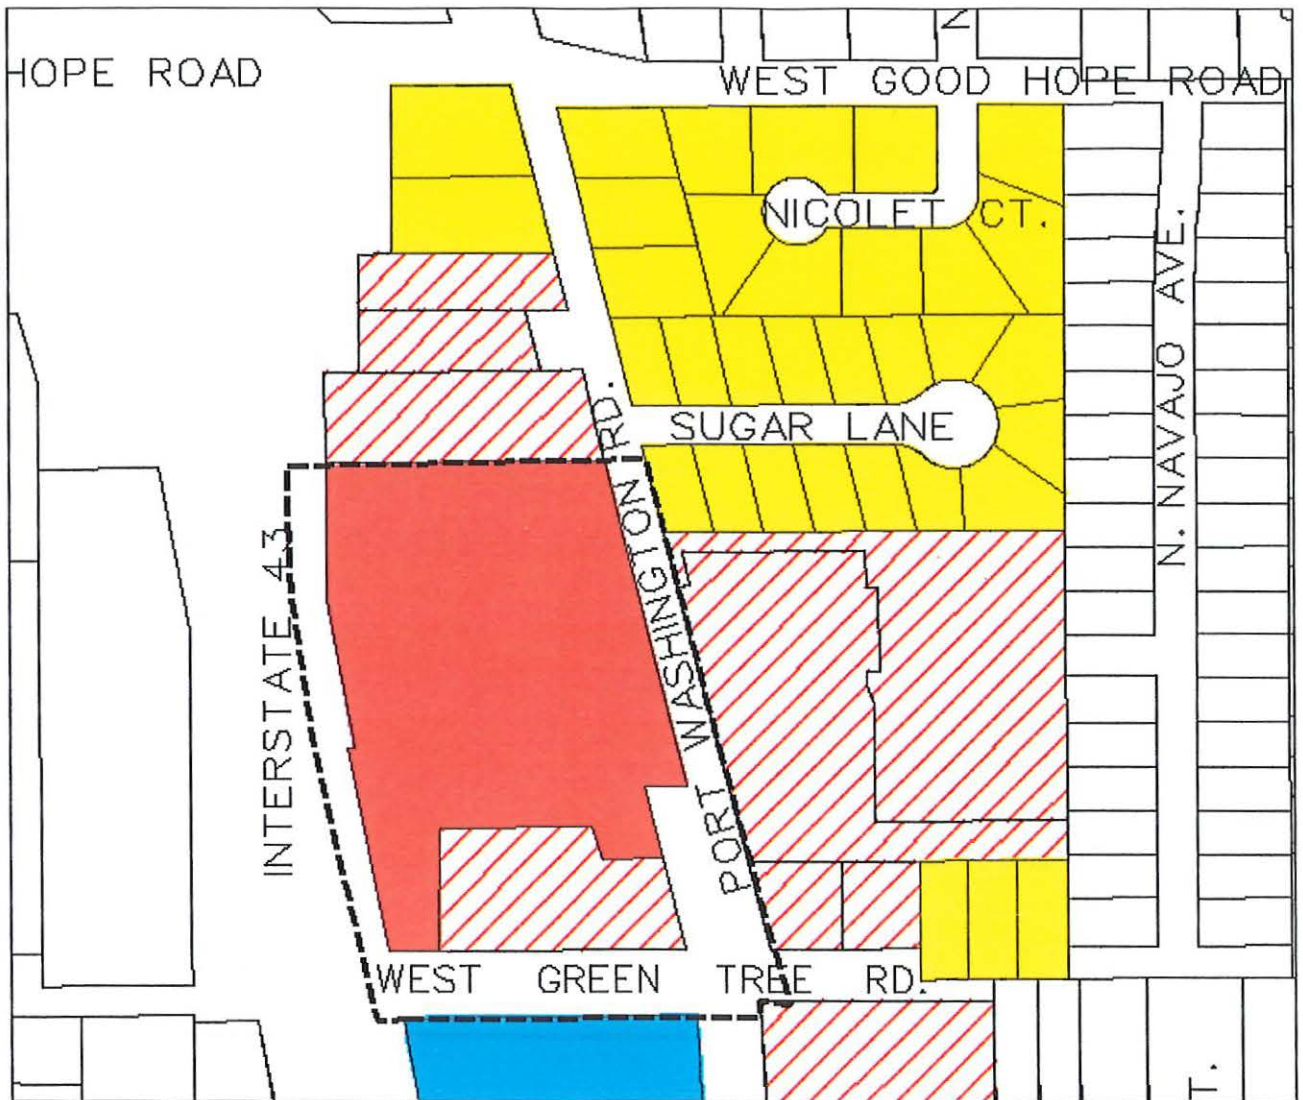 HOPE ROAD
WEST GOOD HOPE ROAD
N
NICOLET CT.
N. NAVAJO AVE.
SUGAR LANE
PORT WASHINGTON RD.
INTERSTATE 43
WEST GREEN TREE RD.
T.